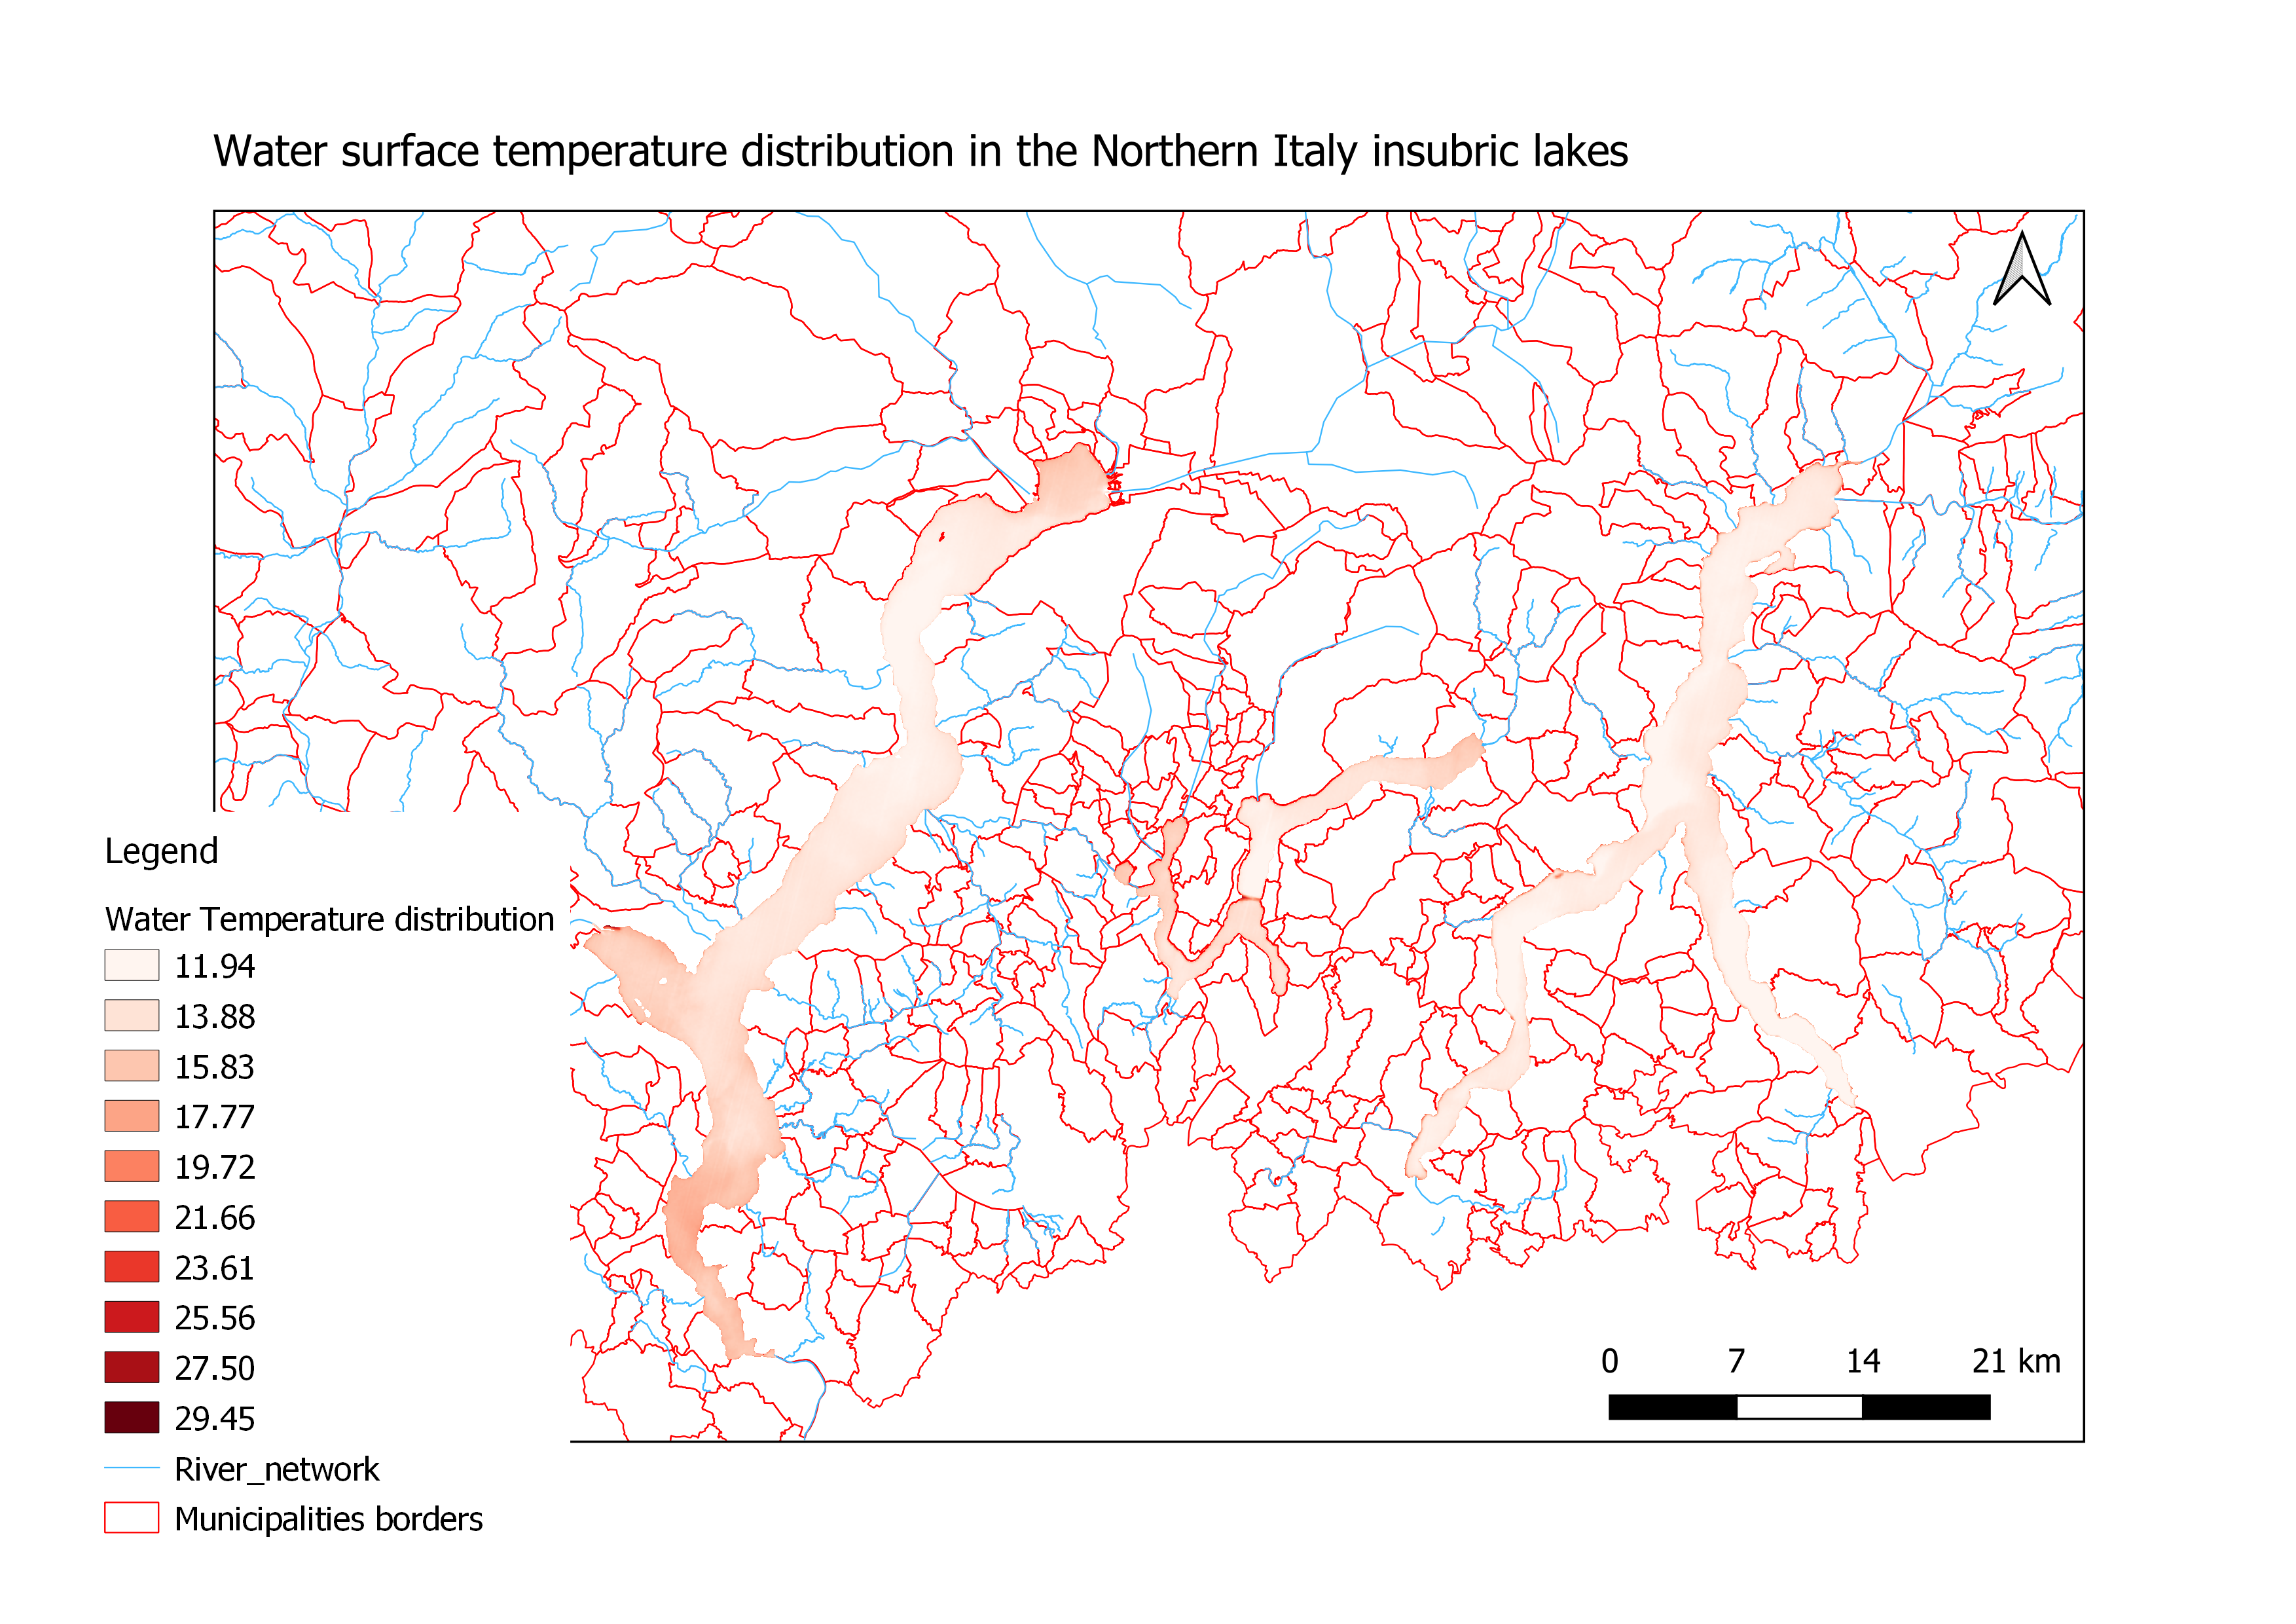 Water surface temperature distribution in the Northern Italy insubric lakes
Legend
Water Temperature distribution
11.94
13.88
15.83
17.77
19.72
21.66
23.61
25.56
27.50
29.45
River_network
Municipalities borders
0 7 14 21 km